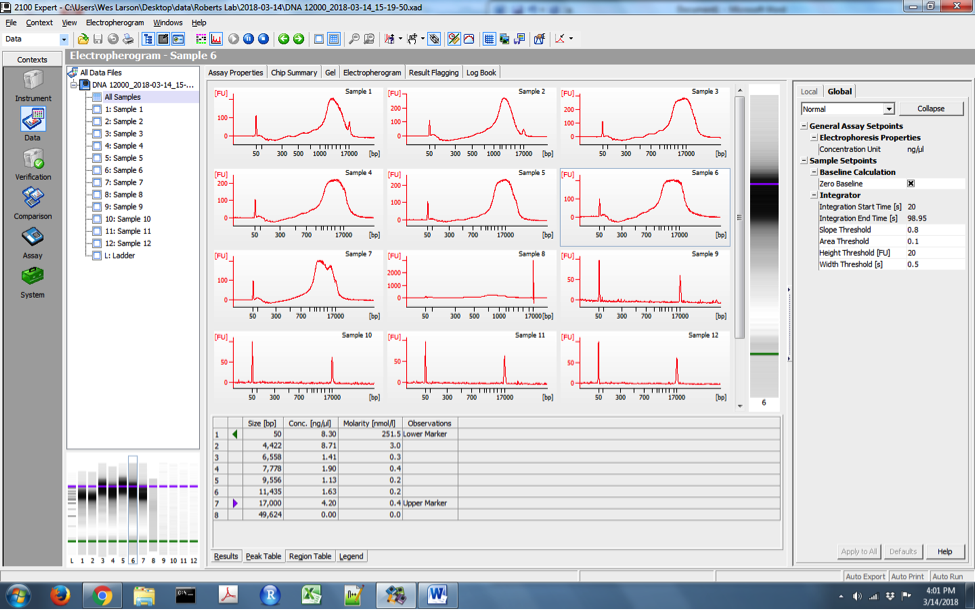 2100 Expert - C:\Users\Wes Larson\Desktop\data\Roberts Lab\2018-03-14\DNA 12000_2018-03-14_15-19-50.xad
File Context View Electropherogram Windows Help
Data
Contexts
Instrument
Data
Verification
Comparison
Assay
System
Electropherogram - Sample 6
All Data Files
DNA 12000_2018-03-14_15-...
All Samples
1: Sample 1
2: Sample 2
3: Sample 3
4: Sample 4
5: Sample 5
6: Sample 6
7: Sample 7
8: Sample 8
9: Sample 9
10: Sample 10
11: Sample 11
12: Sample 12
L: Ladder
L 1 2 3 4 5 6 7 8 9 10 11 12
Assay Properties Chip Summary Gel Electropherogram Result Flagging Log Book
[FU] Sample 1
200
100
0
50 300 500 1000 17000 [bp]
[FU] Sample 2
200
100
0
50 300 500 1000 17000 [bp]
[FU] Sample 3
200
100
0
50 300 700 17000 [bp]
[FU] Sample 4
200
100
0
50 300 700 17000 [bp]
[FU] Sample 5
200
100
0
50 300 700 17000 [bp]
[FU] Sample 6
100
0
50 300 700 17000 [bp]
[FU] Sample 7
100
0
50 300 700 17000 [bp]
[FU] Sample 8
2000
1000
0
50 300 500 1000 17000 [bp]
[FU] Sample 9
100
50
0
50 300 700 17000 [bp]
[FU] Sample 10
50
0
50 300 700 17000 [bp]
[FU] Sample 11
50
0
50 300 700 17000 [bp]
[FU] Sample 12
50
0
50 300 700 17000 [bp]
6
Size [bp] Conc. [ng/µl] Molarity [nmol/l] Observations
1 50 8.30 251.5 Lower Marker
2 4,422 8.71 3.0
3 6,558 1.41 0.3
4 7,778 1.90 0.4
5 9,556 1.13 0.2
6 11,435 1.63 0.2
7 17,000 4.20 0.4 Upper Marker
8 49,624 0.00 0.0
Results Peak Table Region Table Legend
Local Global
Normal Collapse
General Assay Setpoints
Electrophoresis Properties
Concentration Unit ng/µl
Sample Setpoints
Baseline Calculation
Zero Baseline
Integrator
Integration Start Time [s] 20
Integration End Time [s] 98.95
Slope Threshold 0.8
Area Threshold 0.1
Height Threshold [FU] 20
Width Threshold [s] 0.5
Apply to All Defaults Help
Auto Export Auto Print Auto Run
4:01 PM
3/14/2018